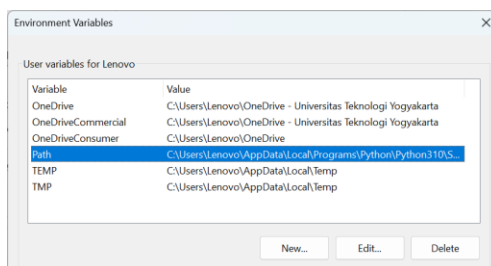 Environment Variables
User variables for Lenovo
Variable Value
OneDrive C:\Users\Lenovo\OneDrive - Universitas Teknologi Yogyakarta
OneDriveCommercial C:\Users\Lenovo\OneDrive - Universitas Teknologi Yogyakarta
OneDriveConsumer C:\Users\Lenovo\OneDrive
Path C:\Users\Lenovo\AppData\Local\Programs\Python\Python310\S...
TEMP C:\Users\Lenovo\AppData\Local\Temp
TMP C:\Users\Lenovo\AppData\Local\Temp
New... Edit... Delete